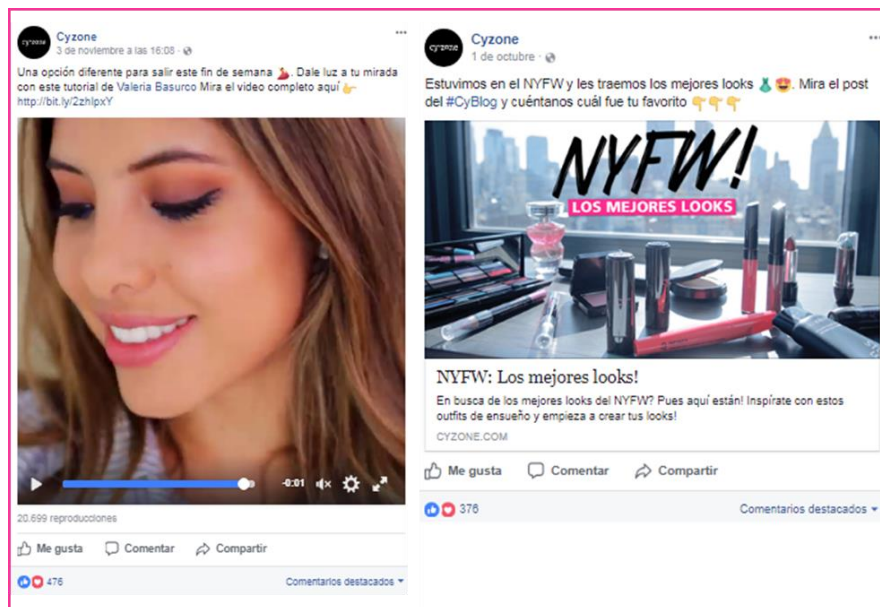 cyzone
Cyzone
3 de noviembre a las 16:08 ·
Una opción diferente para salir este fin de semana 💃. Dale luz a tu mirada
con este tutorial de Valeria Basurco Mira el video completo aquí 👉
http://bit.ly/2zhlpxY
-0:01
20.699 reproducciones
Me gusta Comentar Compartir
476 Comentarios destacados
cyzone
Cyzone
1 de octubre ·
Estuvimos en el NYFW y les traemos los mejores looks 👗😍. Mira el post
del #CyBlog y cuéntanos cuál fue tu favorito 👇👇👇
NYFW!
LOS MEJORES LOOKS
NYFW: Los mejores looks!
En busca de los mejores looks del NYFW? Pues aquí están! Inspírate con estos
outfits de ensueño y empieza a crear tus looks!
CYZONE.COM
Me gusta Comentar Compartir
376 Comentarios destacados